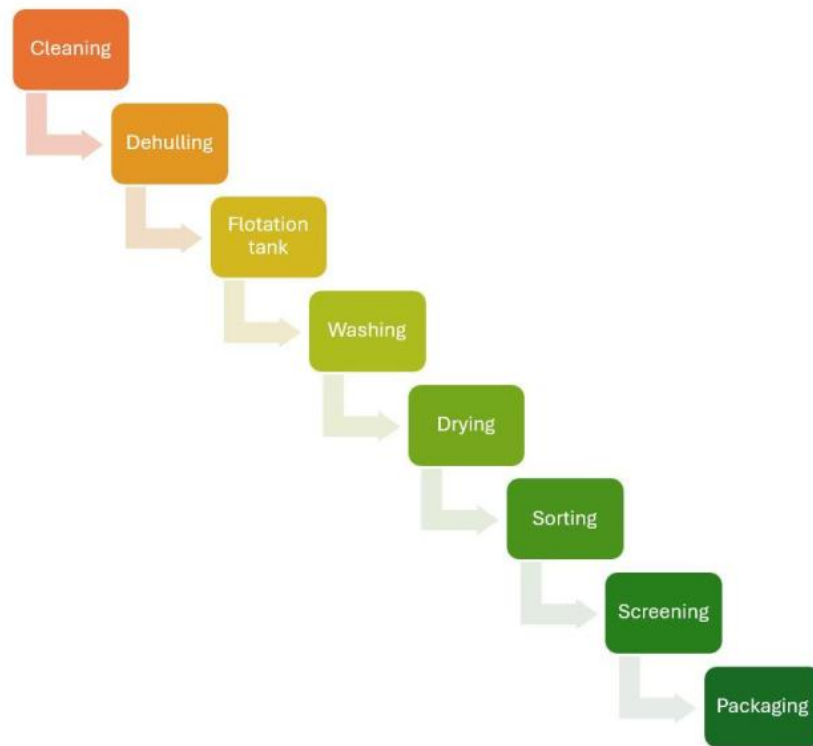 Cleaning
Dehulling
Flotation
tank
Washing
Drying
Sorting
Screening
Packaging